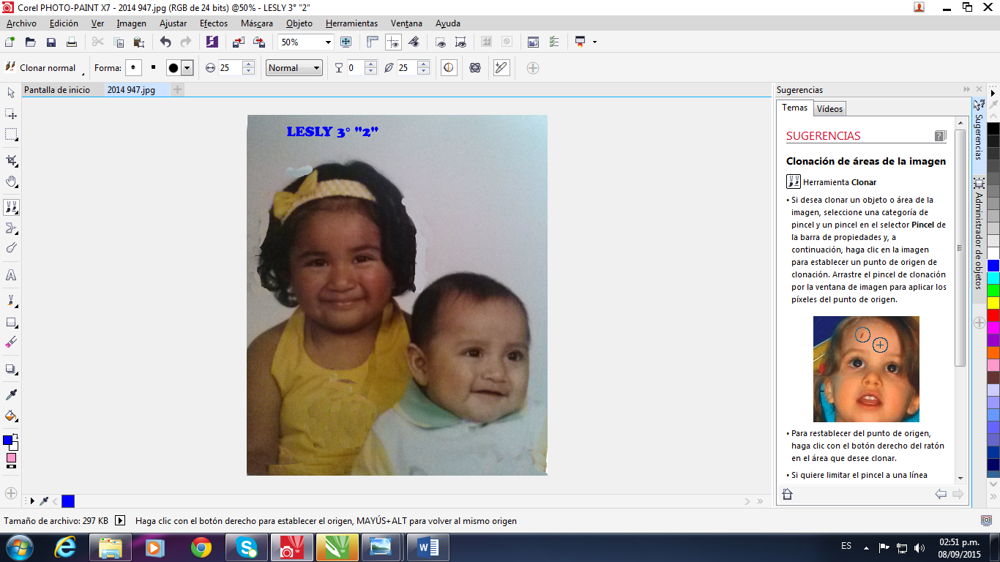 Corel PHOTO-PAINT X7 - 2014 947.jpg (RGB de 24 bits) @50% - LESLY 3° "2"
Archivo Edición Ver Imagen Ajustar Efectos Máscara Objeto Herramientas Ventana Ayuda
50%
Clonar normal Forma: 25 Normal 0 25
Pantalla de inicio 2014 947.jpg
LESLY 3° "2"
Sugerencias
Temas Vídeos
SUGERENCIAS
Clonación de áreas de la imagen
Herramienta Clonar
• Si desea clonar un objeto o área de la
imagen, seleccione una categoría de
pincel y un pincel en el selector Pincel de
la barra de propiedades y, a
continuación, haga clic en la imagen
para establecer un punto de origen de
clonación. Arrastre el pincel de clonación
por la ventana de imagen para aplicar los
píxeles del punto de origen.
• Para restablecer del punto de origen,
haga clic con el botón derecho del ratón
en el área que desee clonar.
• Si quiere limitar el pincel a una línea
Sugerencias
Administrador de objetos
Tamaño de archivo: 297 KB Haga clic con el botón derecho para establecer el origen, MAYÚS+ALT para volver al mismo origen
ES
02:51 p.m.
08/09/2015